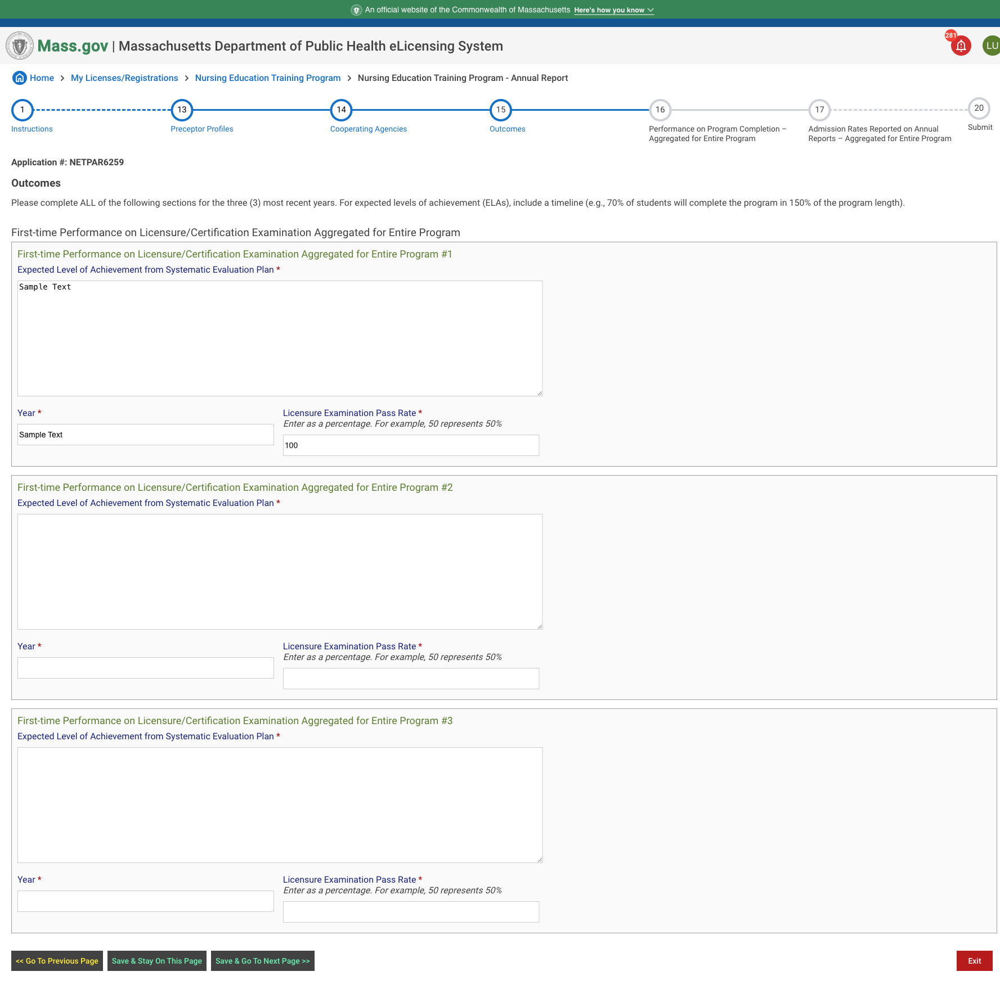 An official website of the Commonwealth of Massachusetts Here's how you know
Mass.gov | Massachusetts Department of Public Health eLicensing System
281
LU
Home > My Licenses/Registrations > Nursing Education Training Program > Nursing Education Training Program - Annual Report
1 13 14 15 16 17 20
Instructions Preceptor Profiles Cooperating Agencies Outcomes Performance on Program Completion – Admission Rates Reported on Annual Submit
Aggregated for Entire Program Reports – Aggregated for Entire Program
Application #: NETPAR6259
Outcomes
Please complete ALL of the following sections for the three (3) most recent years. For expected levels of achievement (ELAs), include a timeline (e.g., 70% of students will complete the program in 150% of the program length).
First-time Performance on Licensure/Certification Examination Aggregated for Entire Program
First-time Performance on Licensure/Certification Examination Aggregated for Entire Program #1
Expected Level of Achievement from Systematic Evaluation Plan *
Sample Text
Year * Licensure Examination Pass Rate *
Enter as a percentage. For example, 50 represents 50%
Sample Text
100
First-time Performance on Licensure/Certification Examination Aggregated for Entire Program #2
Expected Level of Achievement from Systematic Evaluation Plan *
Year * Licensure Examination Pass Rate *
Enter as a percentage. For example, 50 represents 50%
First-time Performance on Licensure/Certification Examination Aggregated for Entire Program #3
Expected Level of Achievement from Systematic Evaluation Plan *
Year * Licensure Examination Pass Rate *
Enter as a percentage. For example, 50 represents 50%
<< Go To Previous Page Save & Stay On This Page Save & Go To Next Page >> Exit